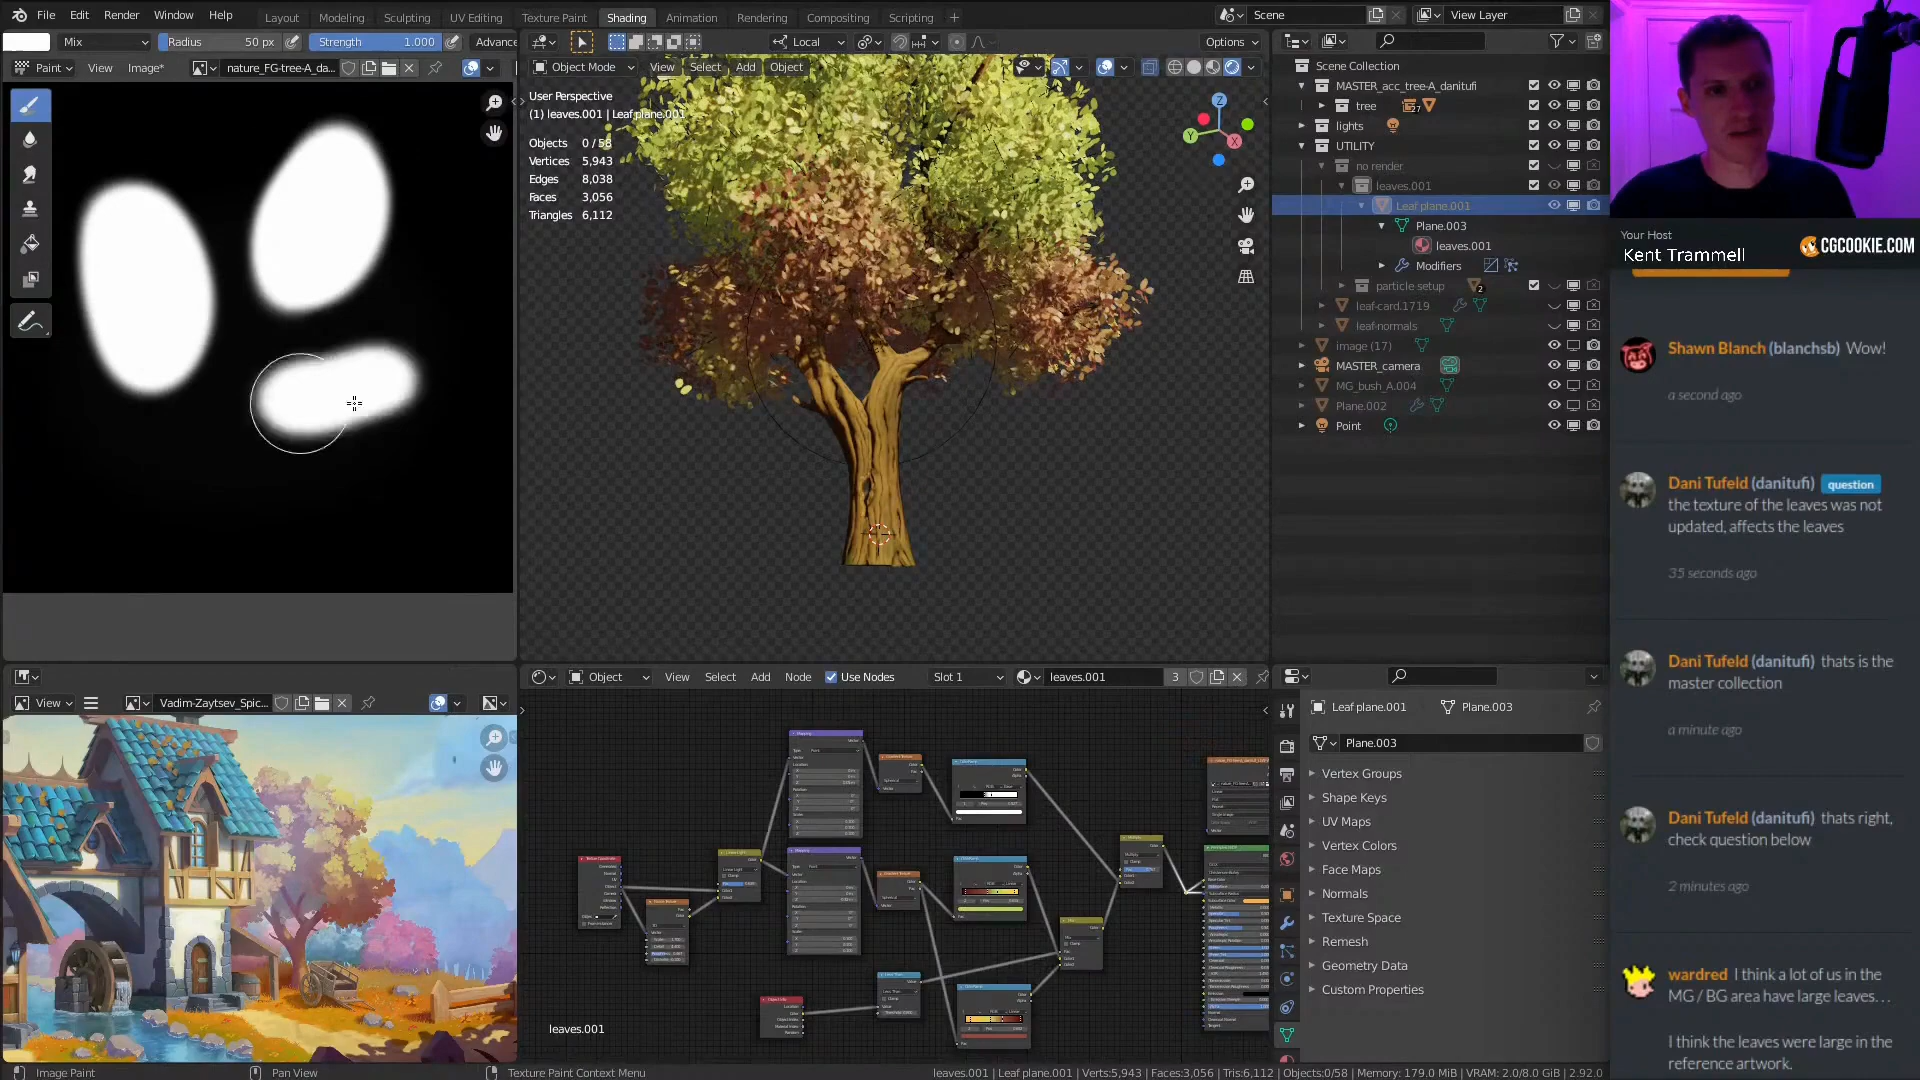 File Edit Render Window Help
Layout Modeling Sculpting UV Editing Texture Paint Shading Animation Rendering Compositing Scripting +
Scene
View Layer
Mix Radius 50 px Strength 1.000 Advance
Local
Options
Paint View Image* nature_FG-tree-A_da...
Object Mode View Select Add Object
User Perspective
(1) leaves.001 | Leaf plane.001
Objects 0/58
Vertices 5,943
Edges 8,038
Faces 3,056
Triangles 6,112
Z
Y
X
Scene Collection
MASTER_acc_tree-A_danitufi
tree 27
lights
UTILITY
no render
leaves.001
Leaf plane.001
Plane.003
leaves.001
Modifiers
particle setup 2
leaf-card.1719
leaf-normals
image (17)
MASTER_camera
MG_bush_A.004
Plane.002
Point
Your Host
Kent Trammell
CGCOOKIE.COM
Shawn Blanch (blanchsb) Wow!
a second ago
Dani Tufeld (danitufi) question
the texture of the leaves was not
updated, affects the leaves
35 seconds ago
Dani Tufeld (danitufi) thats is the
master collection
a minute ago
Dani Tufeld (danitufi) thats right,
check question below
2 minutes ago
wardred I think a lot of us in the
MG / BG area have large leaves...
I think the leaves were large in the
reference artwork.
View Vadim-Zaytsev_Spic...
Object View Select Add Node Use Nodes Slot 1 leaves.001 3
leaves.001
Leaf plane.001 Plane.003
Plane.003
Vertex Groups
Shape Keys
UV Maps
Vertex Colors
Face Maps
Normals
Texture Space
Remesh
Geometry Data
Custom Properties
Image Paint Pan View Texture Paint Context Menu
leaves.001 | Leaf plane.001 | Verts:5,943 | Faces:3,056 | Tris:6,112 | Objects:0/58 | Memory: 179.0 MiB | VRAM: 2.0/8.0 GiB | 2.92.0